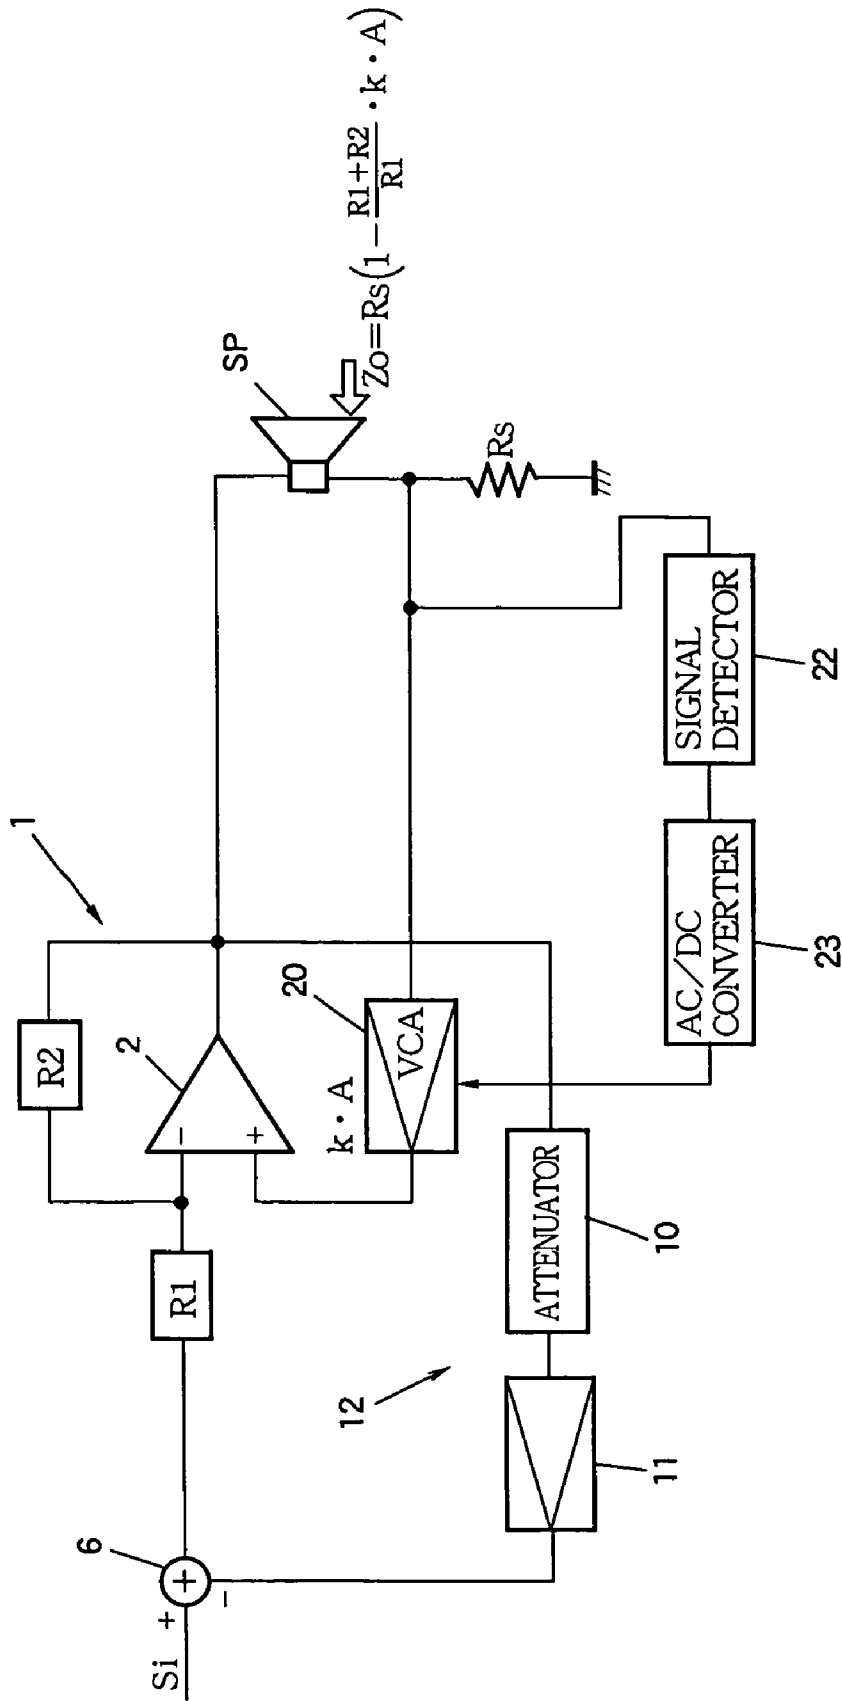 1
R2
2
−
+
R1
6
+
+
−
Si
SP
Zo=Rs(1−R1+R2/R1·k·A)
Rs
20
k·A
VCA
12
ATTENUATOR
10
11
SIGNAL
DETECTOR
22
AC/DC
CONVERTER
23